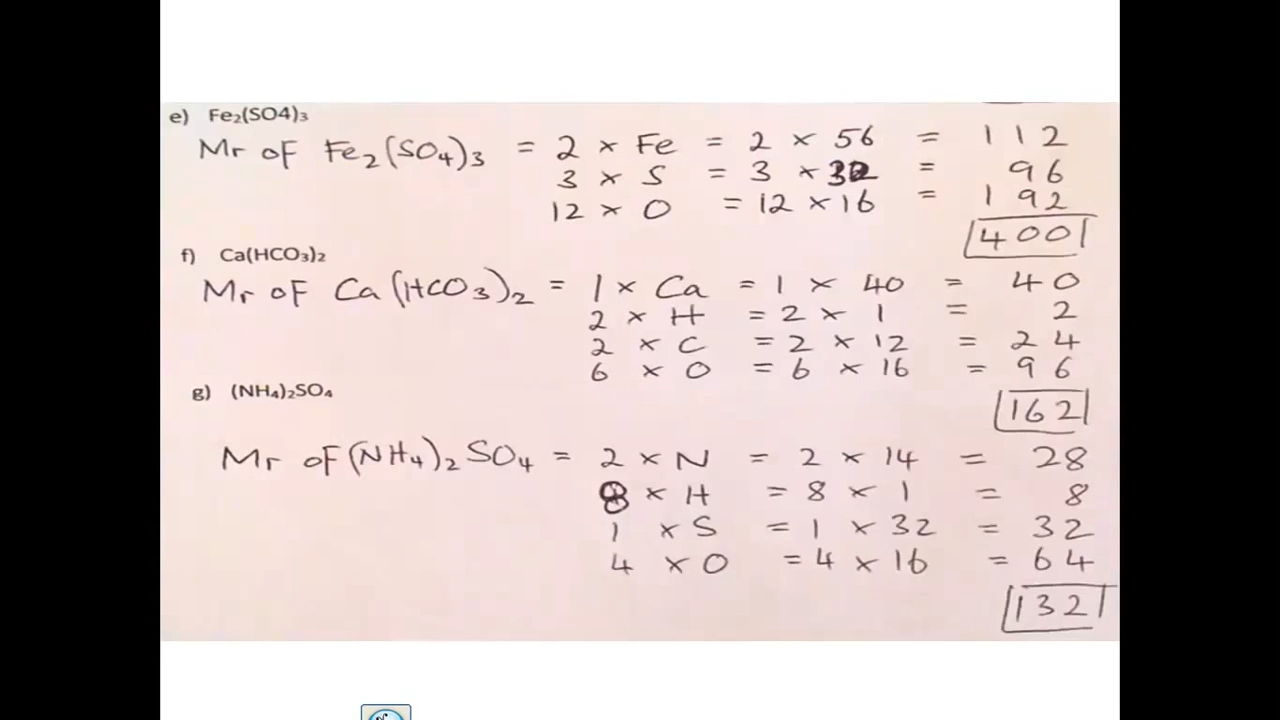 e) Fe₂(SO4)₃
Mr of Fe₂(SO₄)₃ = 2 × Fe = 2 × 56 = 112
3 × S = 3 × 32 = 96
12 × O = 12 × 16 = 192
400
f) Ca(HCO₃)₂
Mr of Ca(HCO₃)₂ = 1 × Ca = 1 × 40 = 40
2 × H = 2 × 1 = 2
2 × C = 2 × 12 = 24
6 × O = 6 × 16 = 96
162
g) (NH₄)₂SO₄
Mr of (NH₄)₂SO₄ = 2 × N = 2 × 14 = 28
8 × H = 8 × 1 = 8
1 × S = 1 × 32 = 32
4 × O = 4 × 16 = 64
132